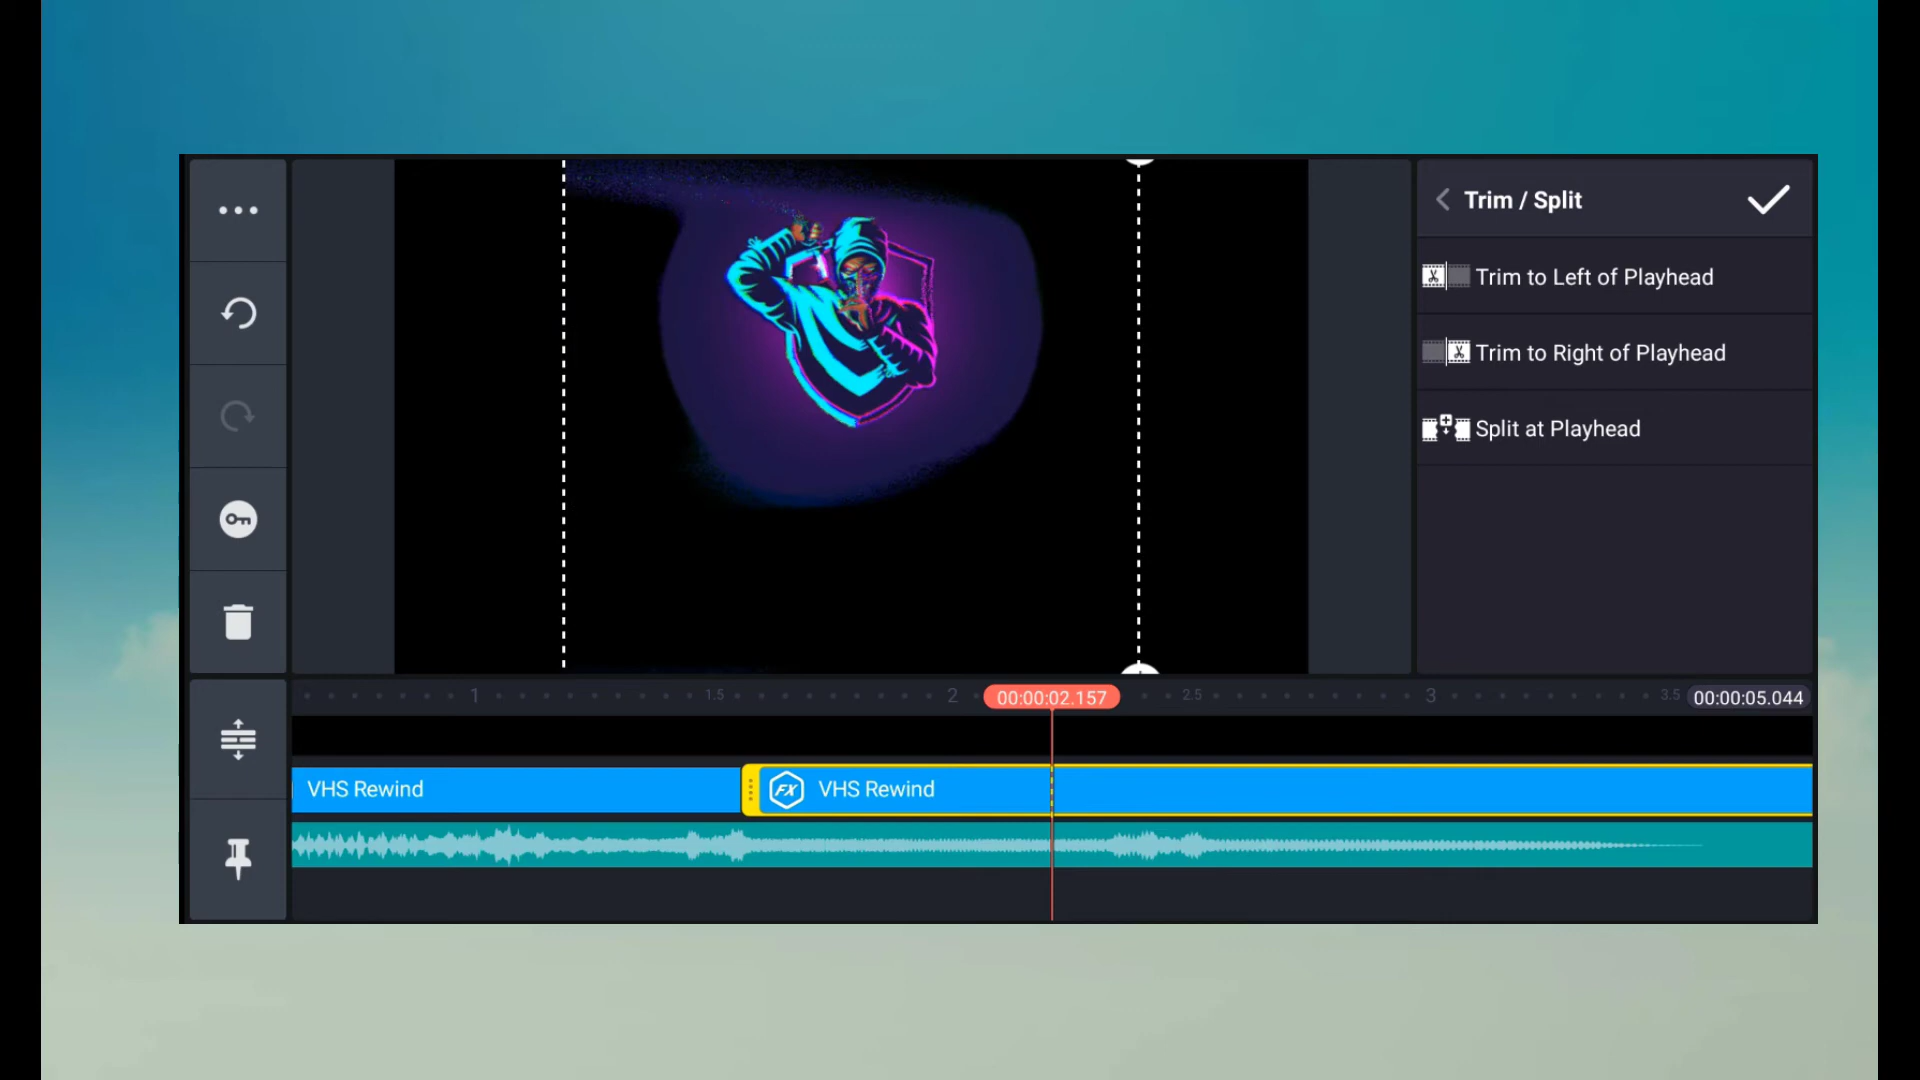 Trim / Split
Trim to Left of Playhead
Trim to Right of Playhead
Split at Playhead
1 1.5 2 00:00:02.157 2.5 3 3.5 00:00:05.044
VHS Rewind FX VHS Rewind